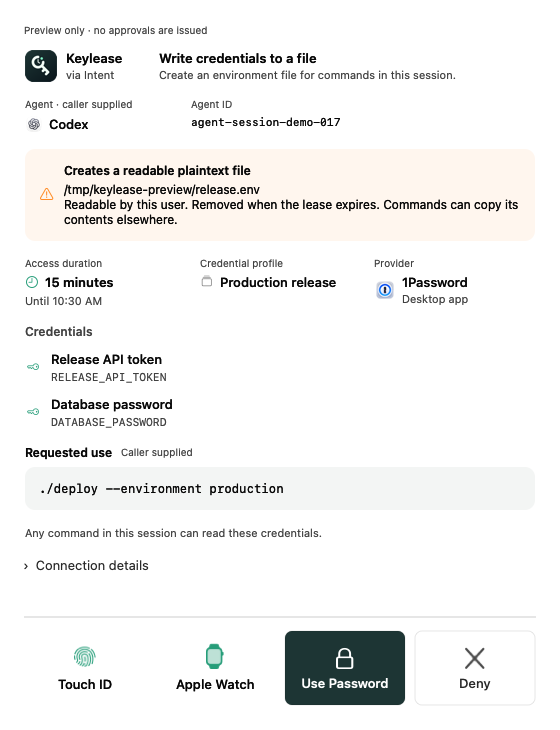 Preview only · no approvals are issued
Keylease
via Intent
Write credentials to a file
Create an environment file for commands in this session.
Agent · caller supplied
Codex
Agent ID
agent-session-demo-017
Creates a readable plaintext file
/tmp/keylease-preview/release.env
Readable by this user. Removed when the lease expires. Commands can copy its
contents elsewhere.
Access duration
15 minutes
Until 10:30 AM
Credential profile
Production release
Provider
1Password
Desktop app
Credentials
Release API token
RELEASE_API_TOKEN
Database password
DATABASE_PASSWORD
Requested use Caller supplied
./deploy --environment production
Any command in this session can read these credentials.
› Connection details
Touch ID
Apple Watch
Use Password
Deny